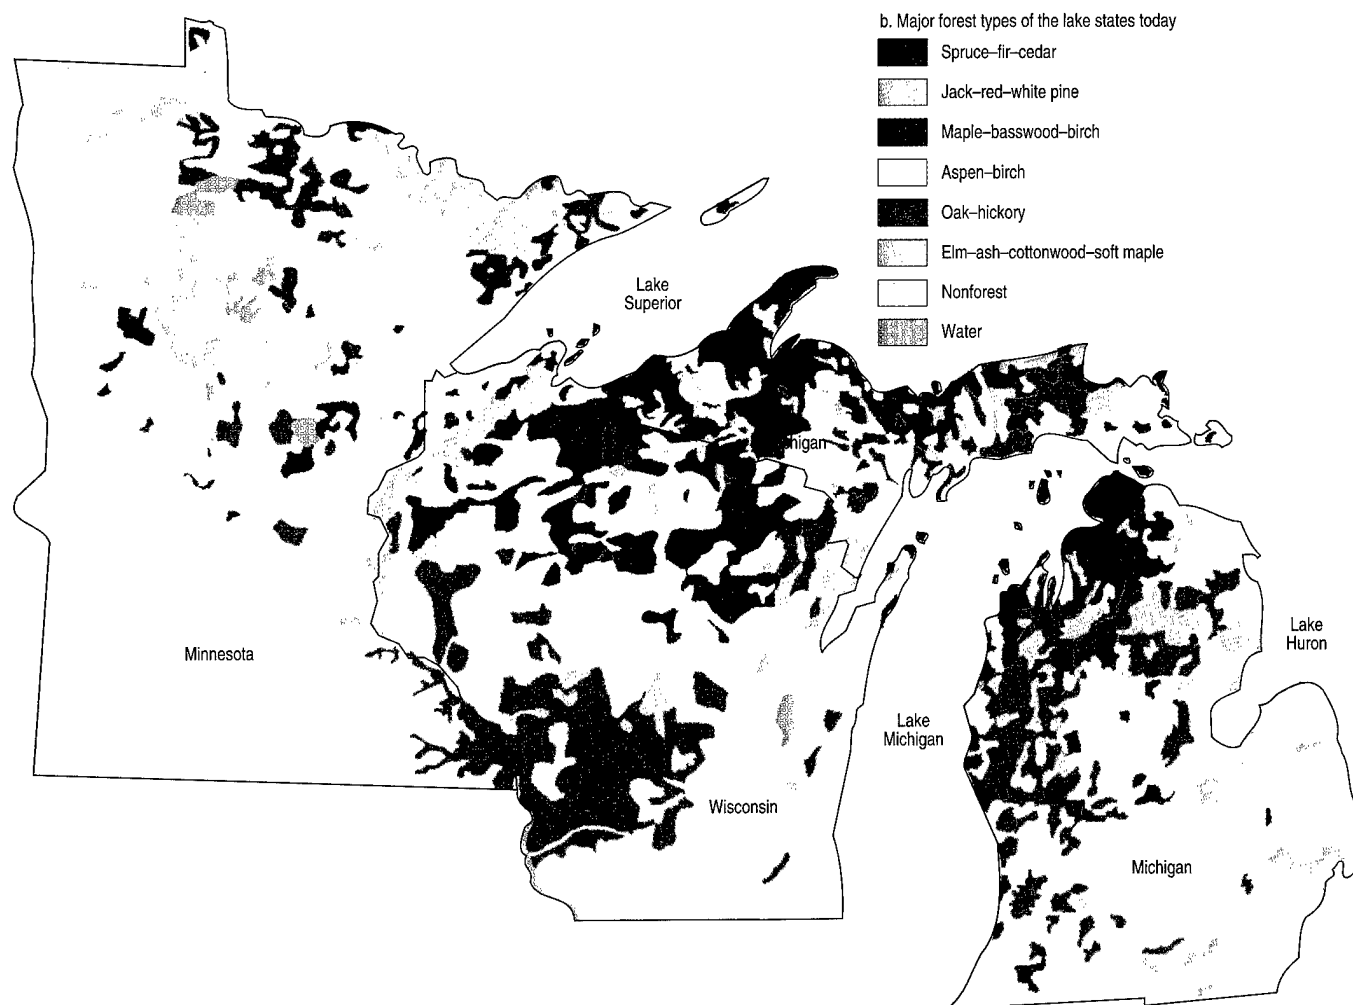 b. Major forest types of the lake states today
Spruce–fir–cedar
Jack–red–white pine
Maple–basswood–birch
Aspen–birch
Oak–hickory
Elm–ash–cottonwood–soft maple
Nonforest
Water
Lake
Superior
Lake
Huron
Minnesota
Lake
Michigan
Wisconsin
Michigan